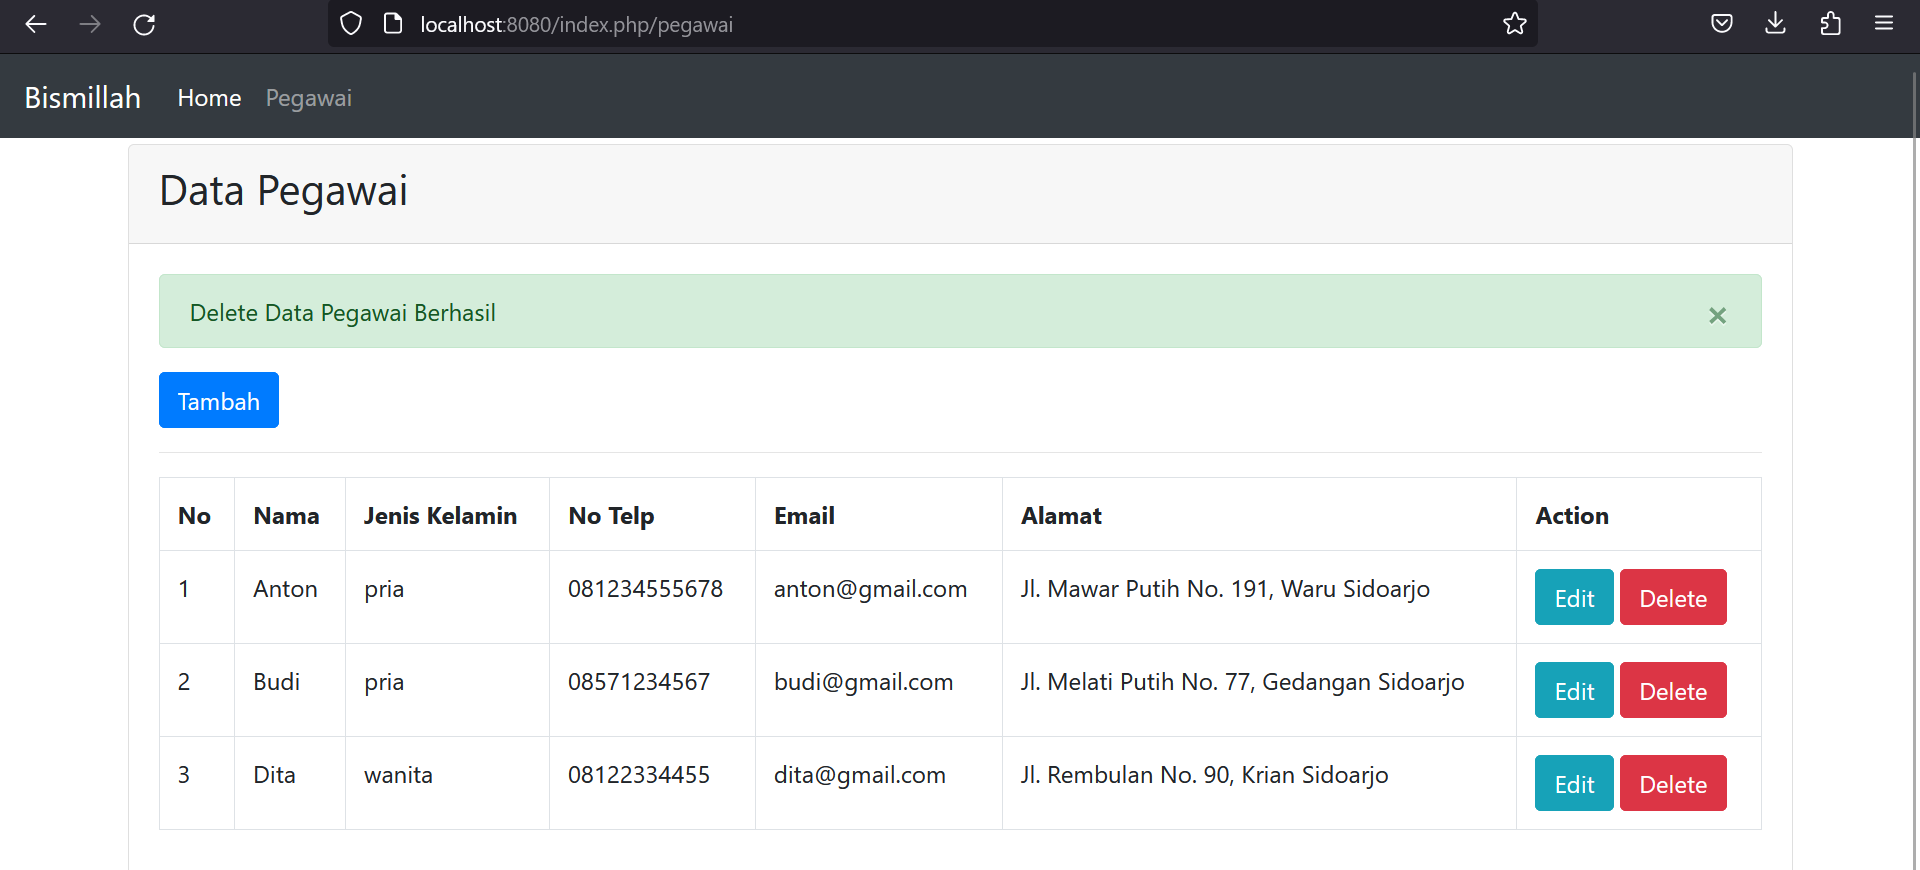 localhost:8080/index.php/pegawai
Bismillah Home Pegawai
Data Pegawai
Delete Data Pegawai Berhasil ×
Tambah
No Nama Jenis Kelamin No Telp Email Alamat Action
1 Anton pria 081234555678 anton@gmail.com Jl. Mawar Putih No. 191, Waru Sidoarjo Edit Delete
2 Budi pria 08571234567 budi@gmail.com Jl. Melati Putih No. 77, Gedangan Sidoarjo Edit Delete
3 Dita wanita 08122334455 dita@gmail.com Jl. Rembulan No. 90, Krian Sidoarjo Edit Delete